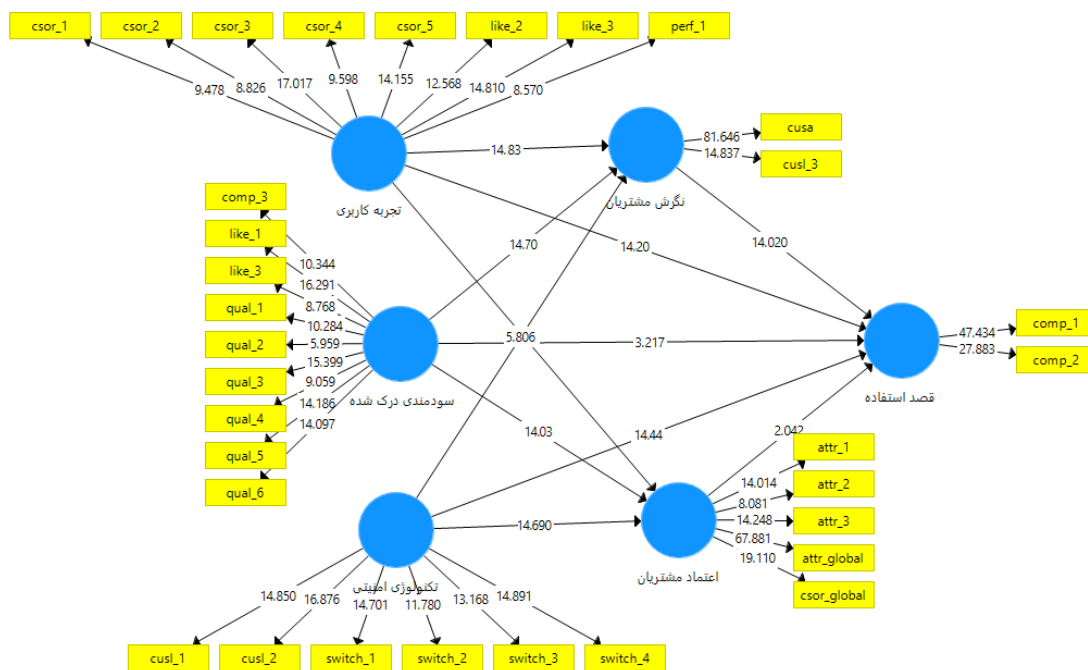 csor_1
csor_2
csor_3
csor_4
csor_5
like_2
like_3
perf_1
9.478
8.826
17.017
9.598
14.155
12.568
14.810
8.570
تجربه کاربری
14.83
81.646
14.837
cusa
cusl_3
نگرش مشتریان
comp_3
like_1
like_3
qual_1
qual_2
qual_3
qual_4
qual_5
qual_6
10.344
16.291
8.768
10.284
5.959
15.399
9.059
14.186
14.097
سودمندی درک شده
14.70
14.20
14.020
5.806
3.217
47.434
27.883
comp_1
comp_2
قصد استفاده
14.03
14.44
2.042
14.690
attr_1
attr_2
attr_3
attr_global
csor_global
14.014
8.081
14.248
67.881
19.110
اعتماد مشتریان
تکنولوژی امنیتی
14.850
16.876
14.701
11.780
13.168
14.891
cusl_1
cusl_2
switch_1
switch_2
switch_3
switch_4